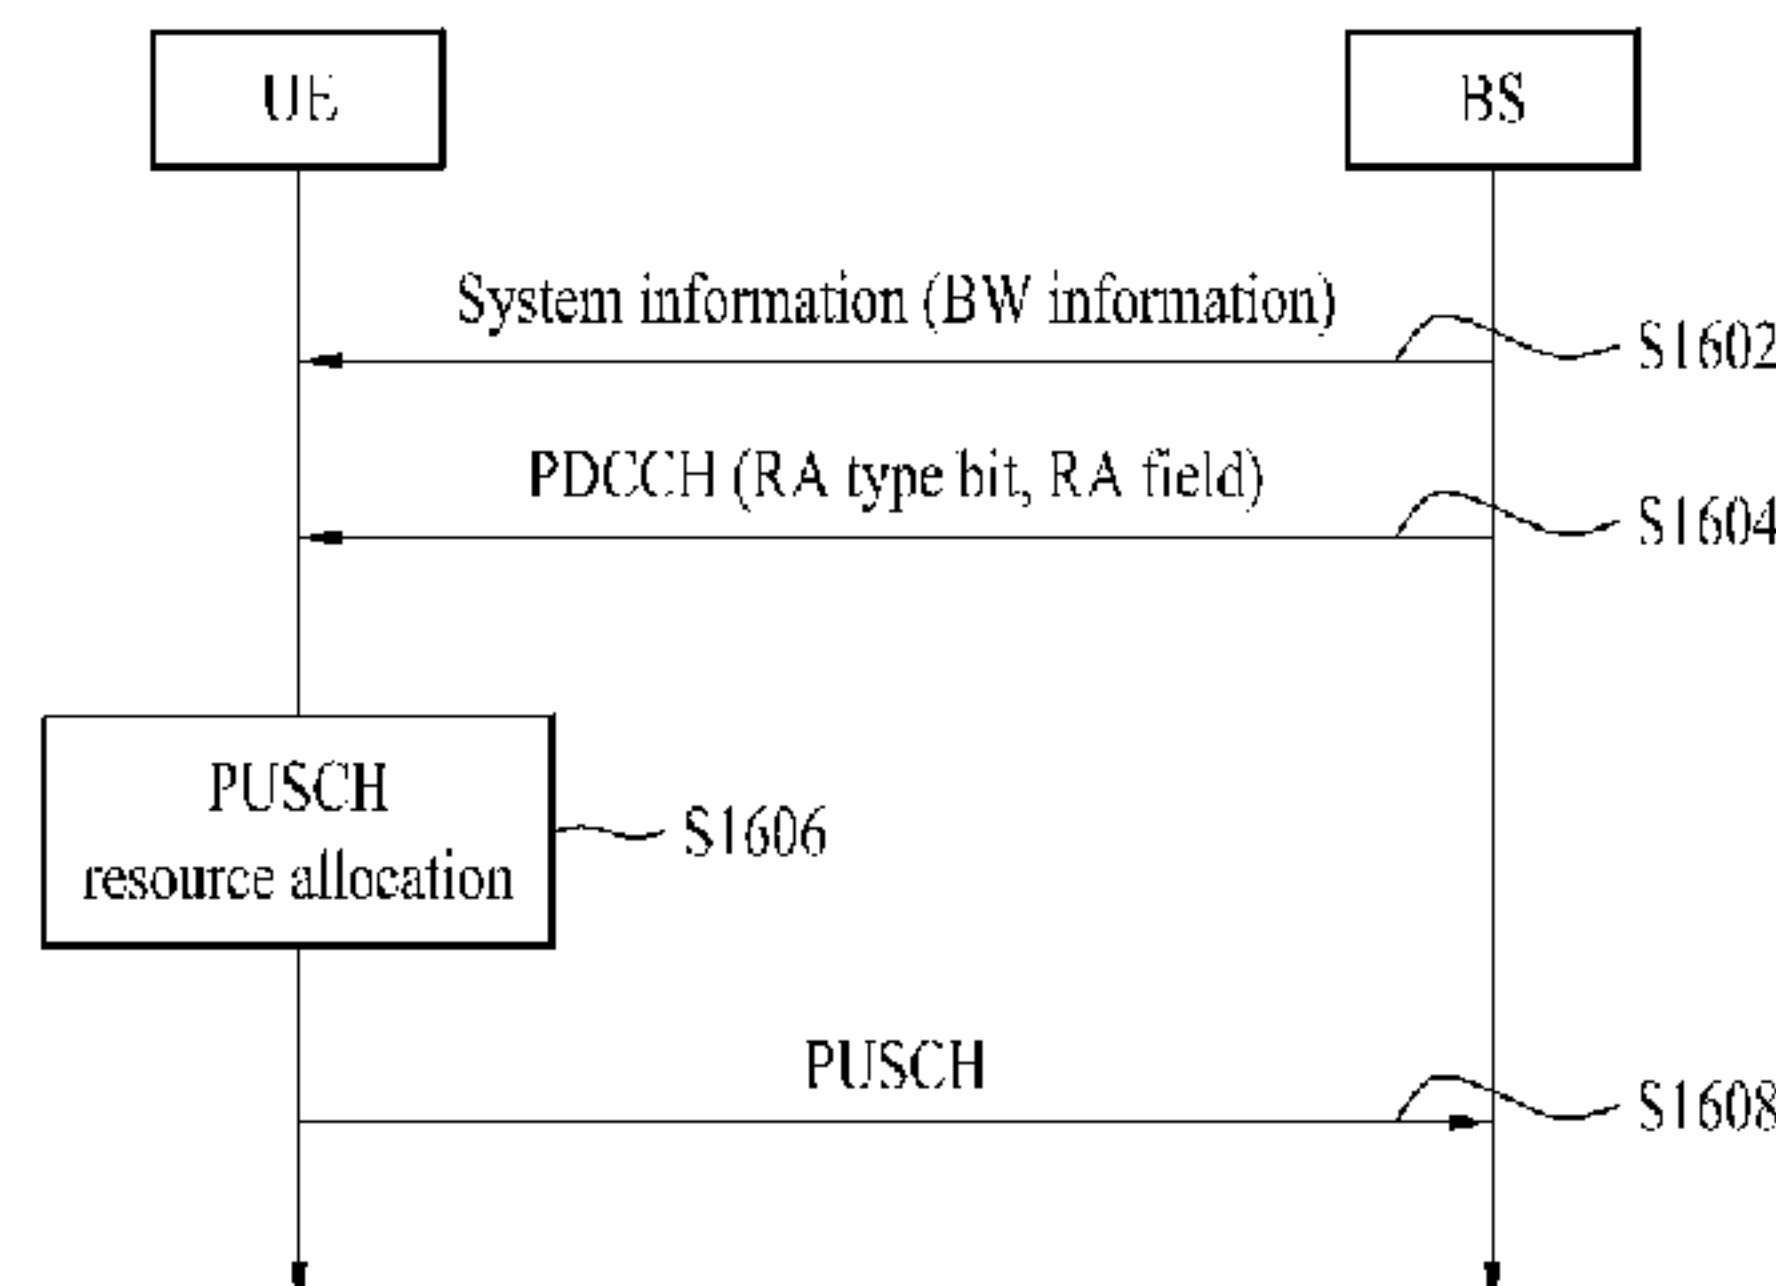 UE
BS
System information (BW information)
S1602
PDCCH (RA type bit, RA field)
S1604
PUSCH
resource allocation
S1606
PUSCH
S1608